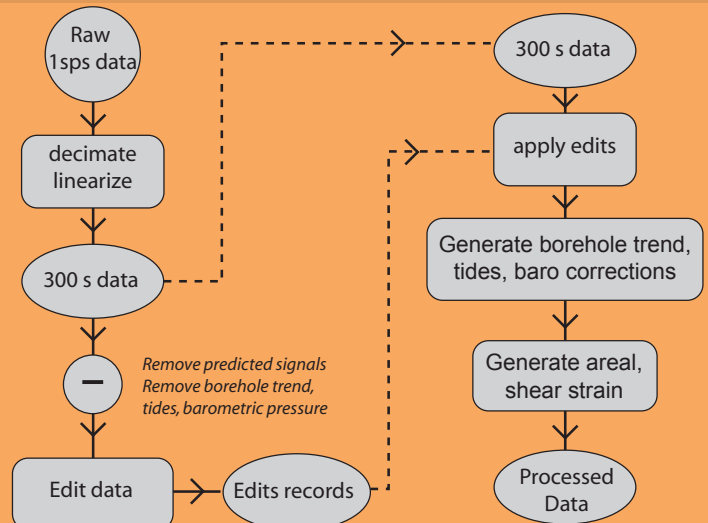 Raw
1sps data
decimate
linearize
300 s data
–
Remove predicted signals
Remove borehole trend,
tides, barometric pressure
Edit data
Edits records
300 s data
apply edits
Generate borehole trend,
tides, baro corrections
Generate areal,
shear strain
Processed
Data